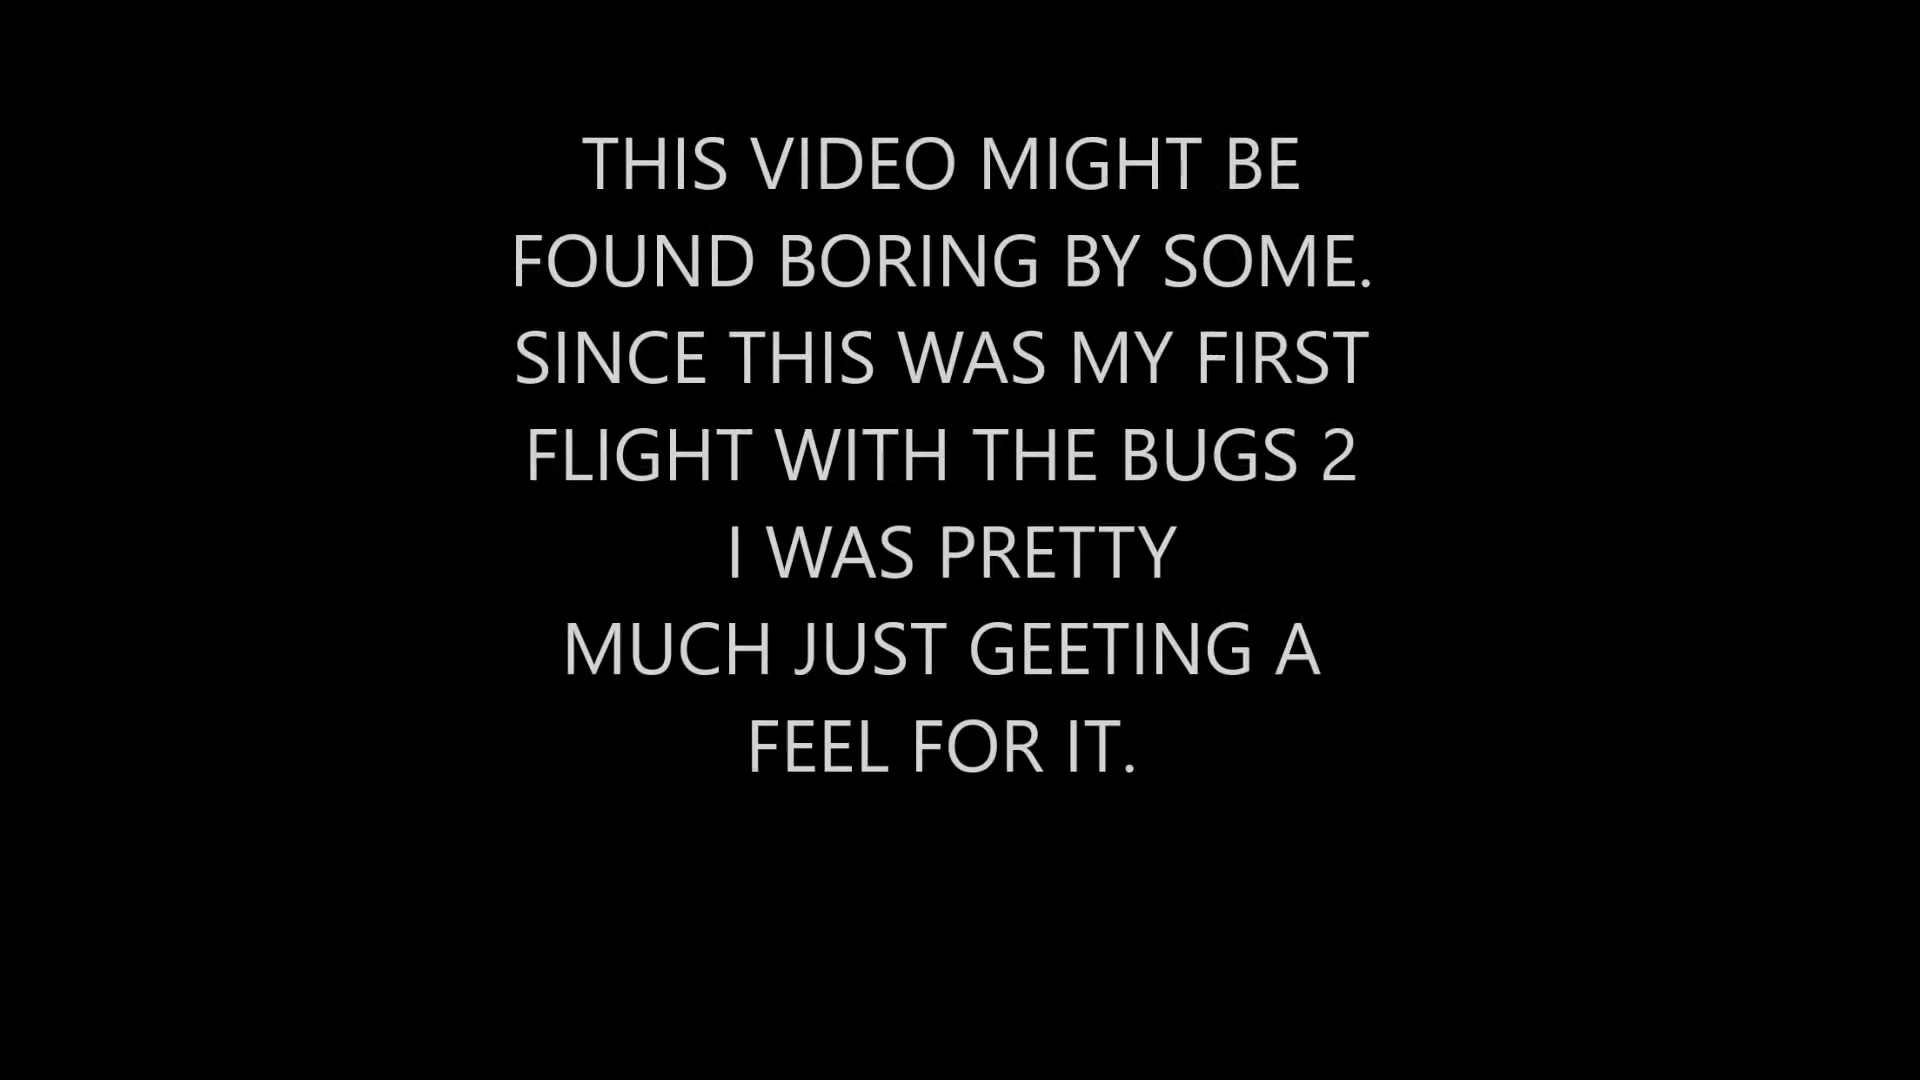 THIS VIDEO MIGHT BE
FOUND BORING BY SOME.
SINCE THIS WAS MY FIRST
FLIGHT WITH THE BUGS 2
I WAS PRETTY
MUCH JUST GEETING A
FEEL FOR IT.